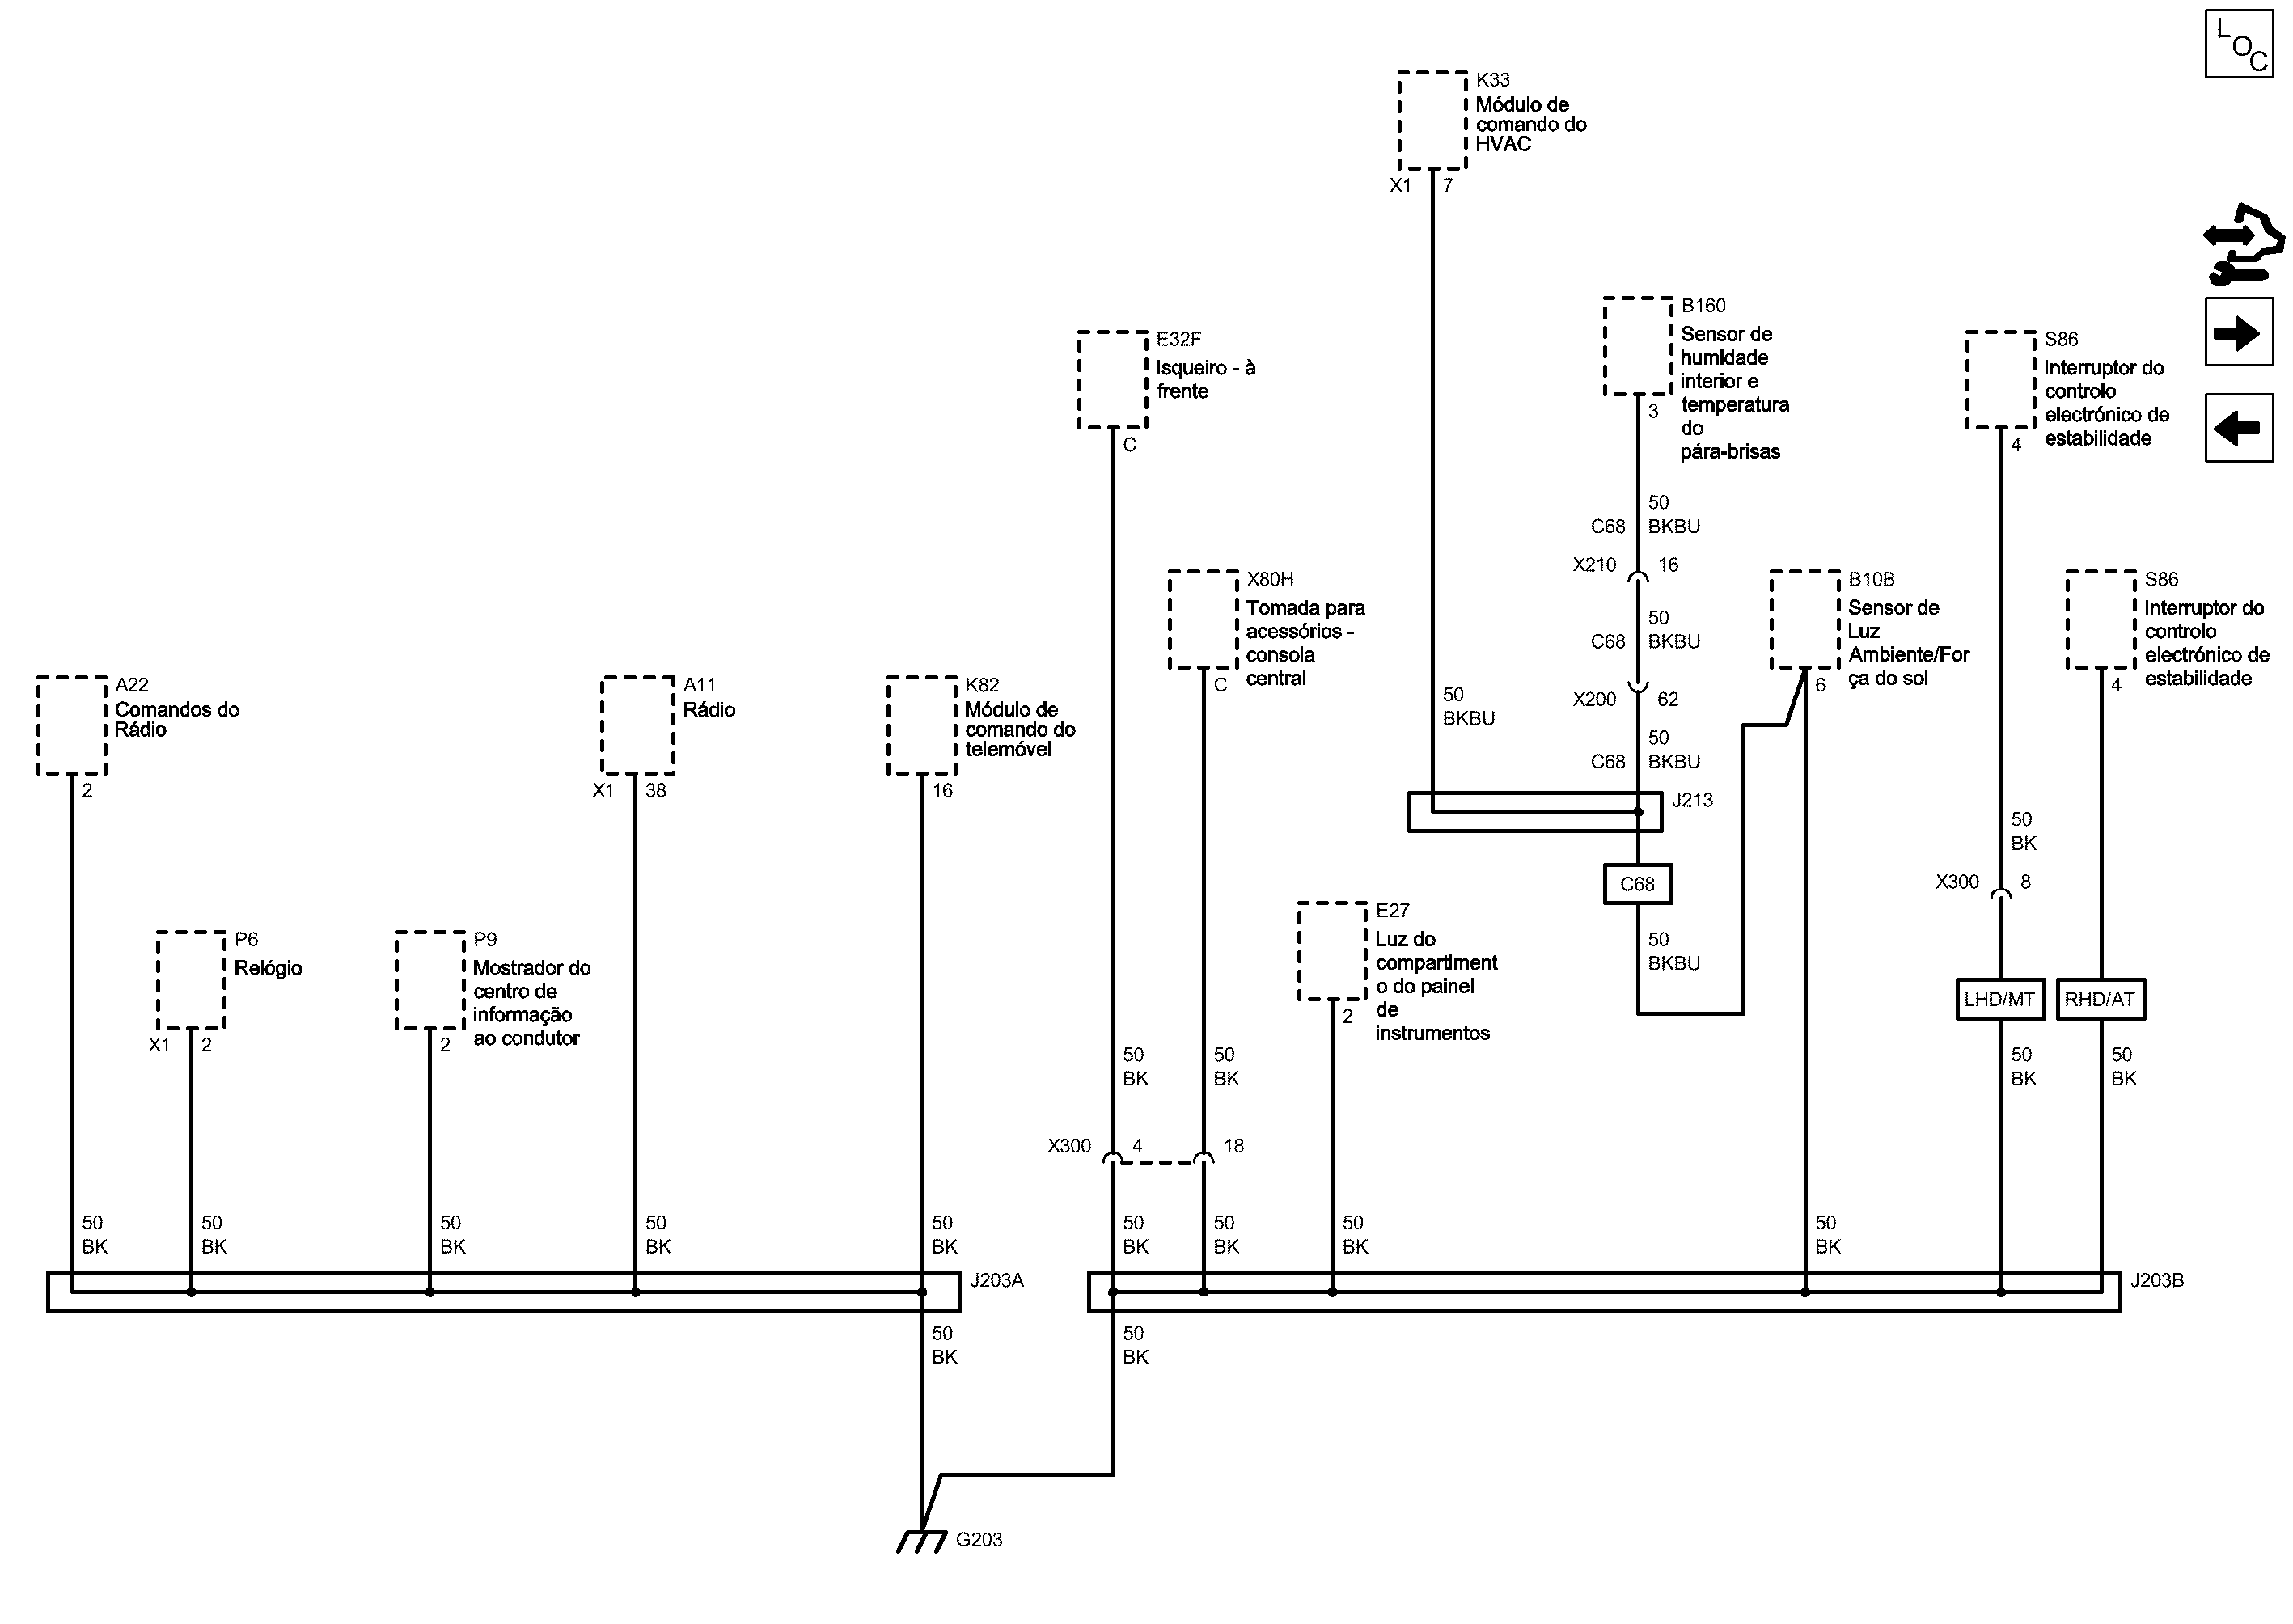 L
O
C
K33
Módulo de
comando do
HVAC
X1 7
E32F
Isqueiro - à
frente
C
B160
Sensor de
humidade
interior e
temperatura
do
pára-brisas
3
S86
Interruptor do
controlo
electrónico de
estabilidade
4
50
C68 BKBU
X210 16
50
C68 BKBU
X200 62
50
C68 BKBU
X80H
Tomada para
acessórios -
consola
central
C
B10B
Sensor de
Luz
Ambiente/For
ça do sol
6
S86
Interruptor do
controlo
electrónico de
estabilidade
4
A22
Comandos do
Rádio
2
A11
Rádio
X1 38
K82
Módulo de
comando do
telemóvel
16
50
BKBU
J213
C68
50
BKBU
50
BK
X300 8
LHD/MT
RHD/AT
50
BK
50
BK
P6
Relógio
X1 2
P9
Mostrador do
centro de
informação
ao condutor
2
E27
Luz do
compartiment
o do painel
de
instrumentos
2
50
BK
50
BK
X300 4 18
50
BK
50
BK
50
BK
50
BK
50
BK
50
BK
50
BK
50
BK
50
BK
J203A
J203B
50
BK
50
BK
G203